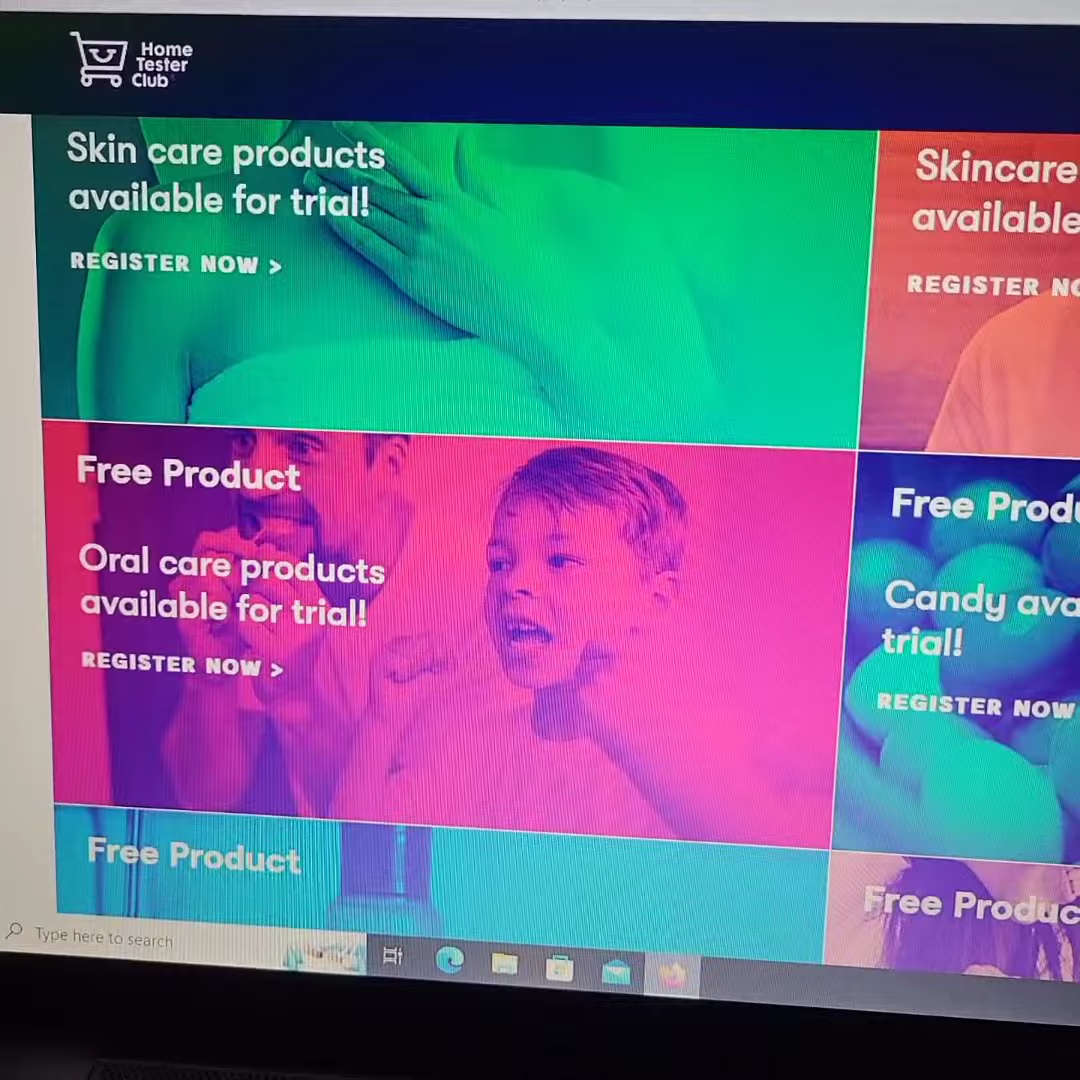 Home
Tester
Club
Skin care products
available for trial!
REGISTER NOW >
Skincare
available
REGISTER NO
Free Product
Oral care products
available for trial!
REGISTER NOW >
Free Produ
Candy ava
trial!
REGISTER NOW
Free Product
Free Produc
Type here to search